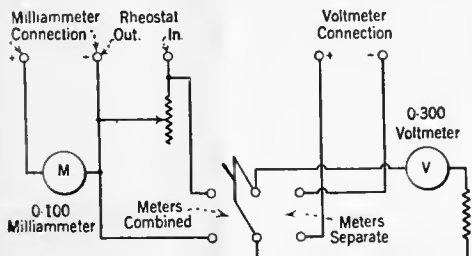 Milliammeter
Connection
Rheostat
Out. In.
Voltmeter
Connection
+ - + -
0-300
Voltmeter
M
V
0-100
Milliammeter
Meters
Combined
Meters
Separate